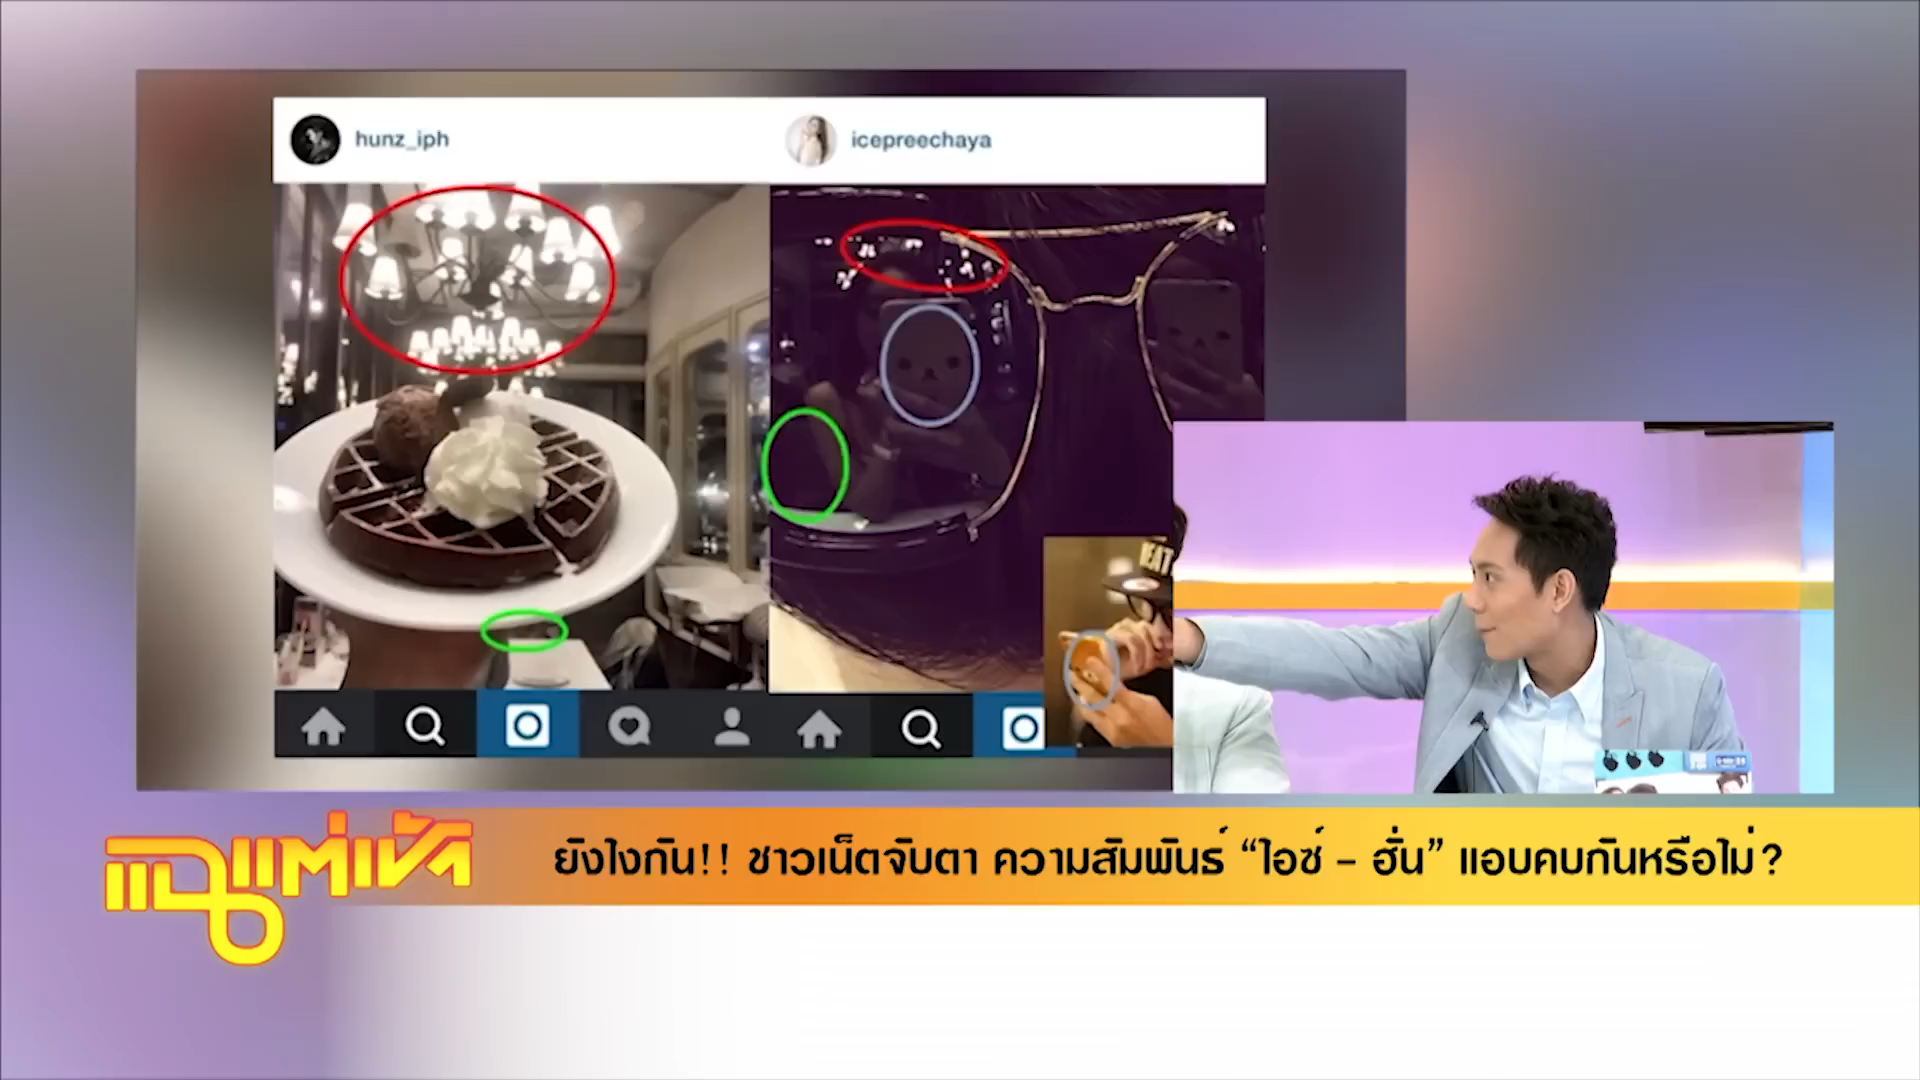 hunz_iph
icepreechaya
EAT
แฉแต่เช้า
ยังไงกัน!! ชาวเน็ตจับตา ความสัมพันธ์ “ไอซ์ – ฮั่น” แอบคบกันหรือไม่?